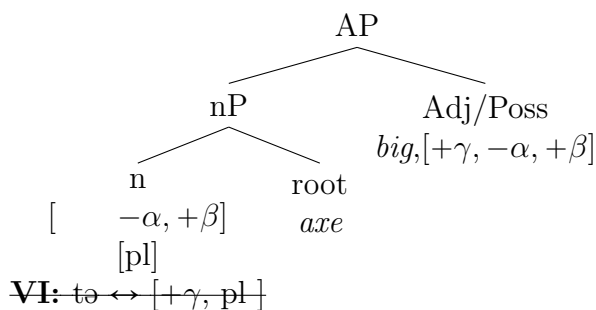 AP
nP Adj/Poss
big,[+γ, −α, +β]
n root
[ −α, +β] axe
[pl]
VI: tə ↔ [+γ, pl ]